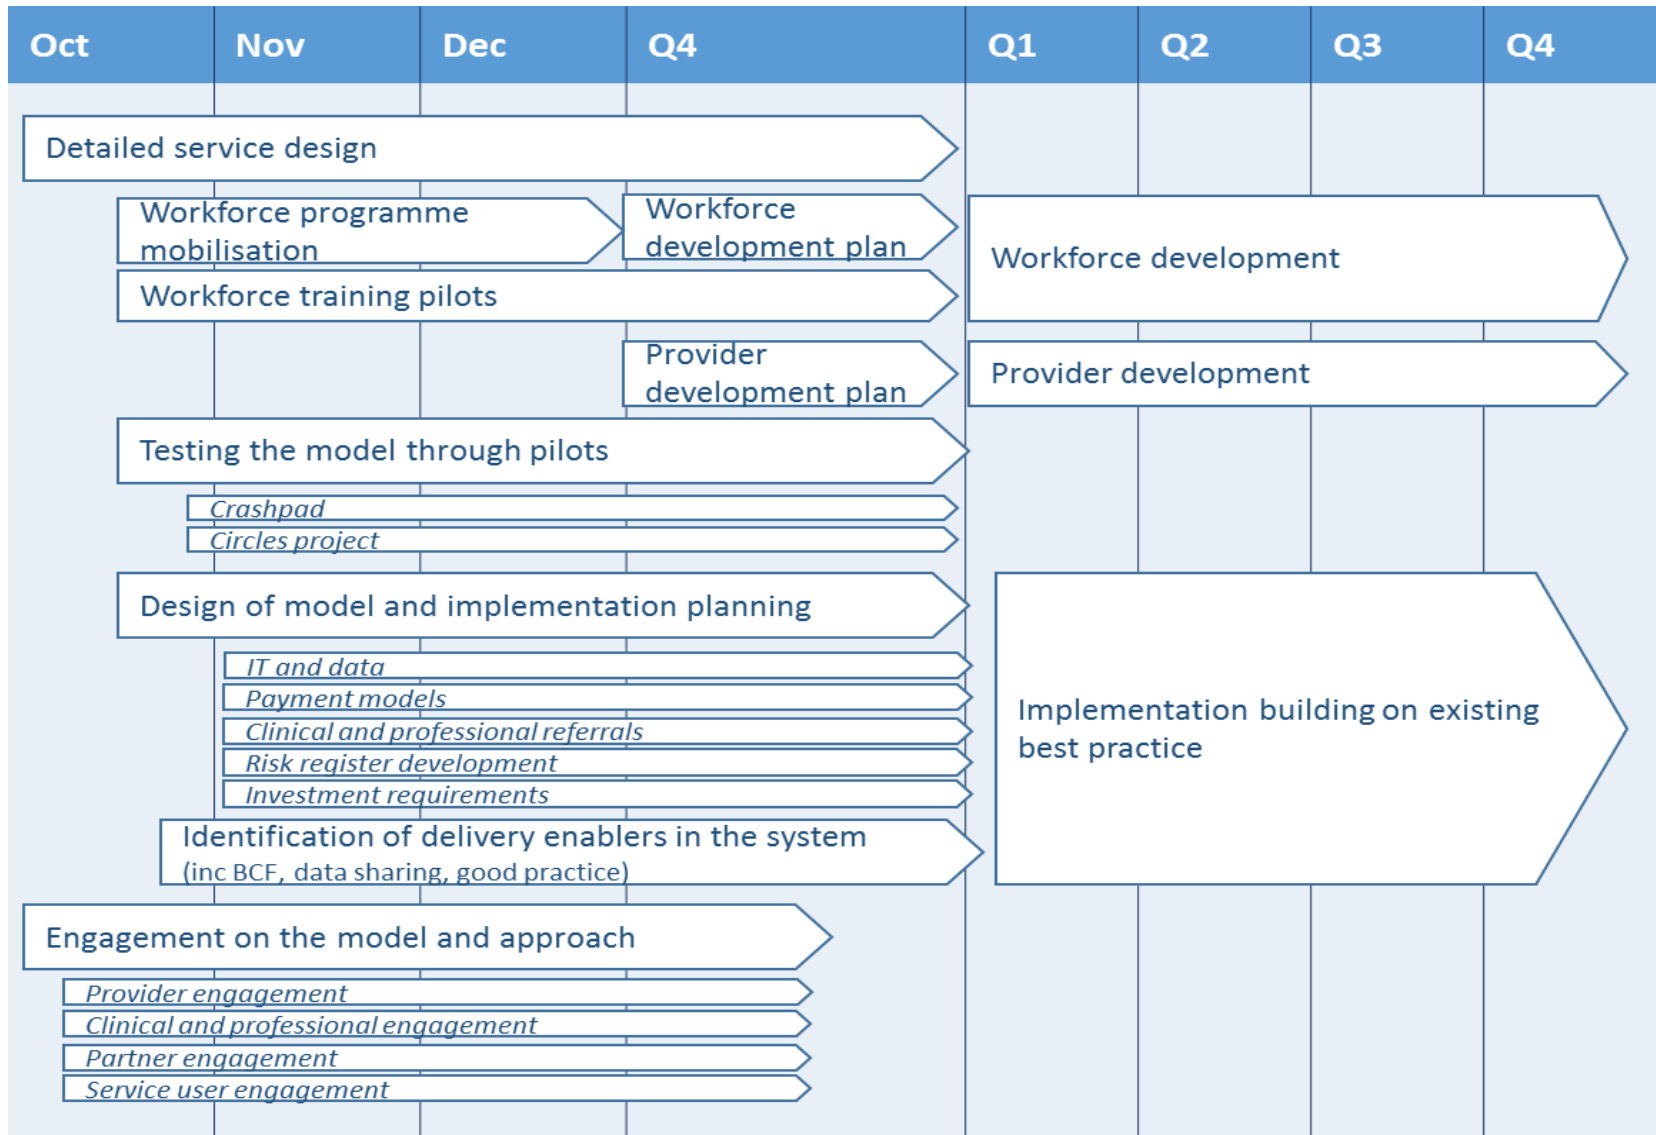 Oct Nov Dec Q4 Q1 Q2 Q3 Q4
Detailed service design
Workforce programme
mobilisation
Workforce
development plan
Workforce development
Workforce training pilots
Provider
development plan
Provider development
Testing the model through pilots
Crashpad
Circles project
Design of model and implementation planning
IT and data
Payment models
Clinical and professional referrals
Risk register development
Investment requirements
Implementation building on existing
best practice
Identification of delivery enablers in the system
(inc BCF, data sharing, good practice)
Engagement on the model and approach
Provider engagement
Clinical and professional engagement
Partner engagement
Service user engagement